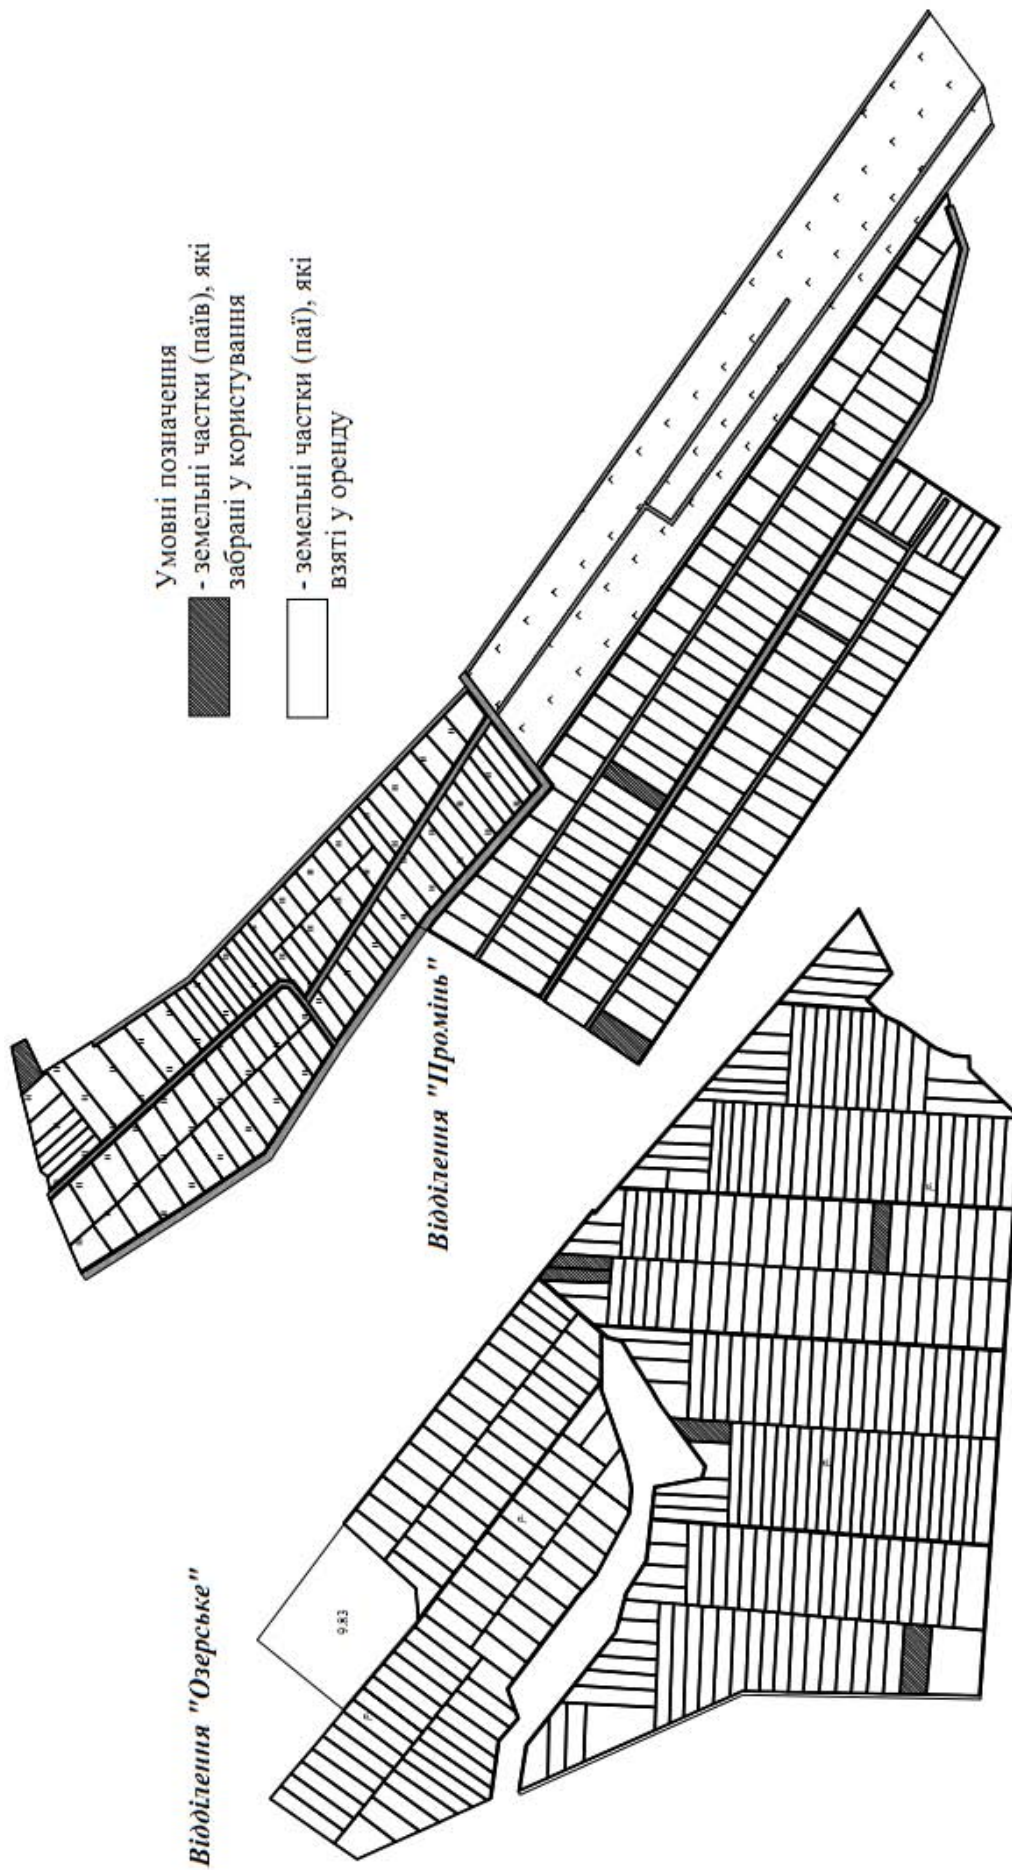 Умовні позначення
- земельні частки (паїв), які
забрані у користування
- земельні частки (паї), які
взяті у оренду
Відділення "Промінь"
Відділення "Озерське"
9.83